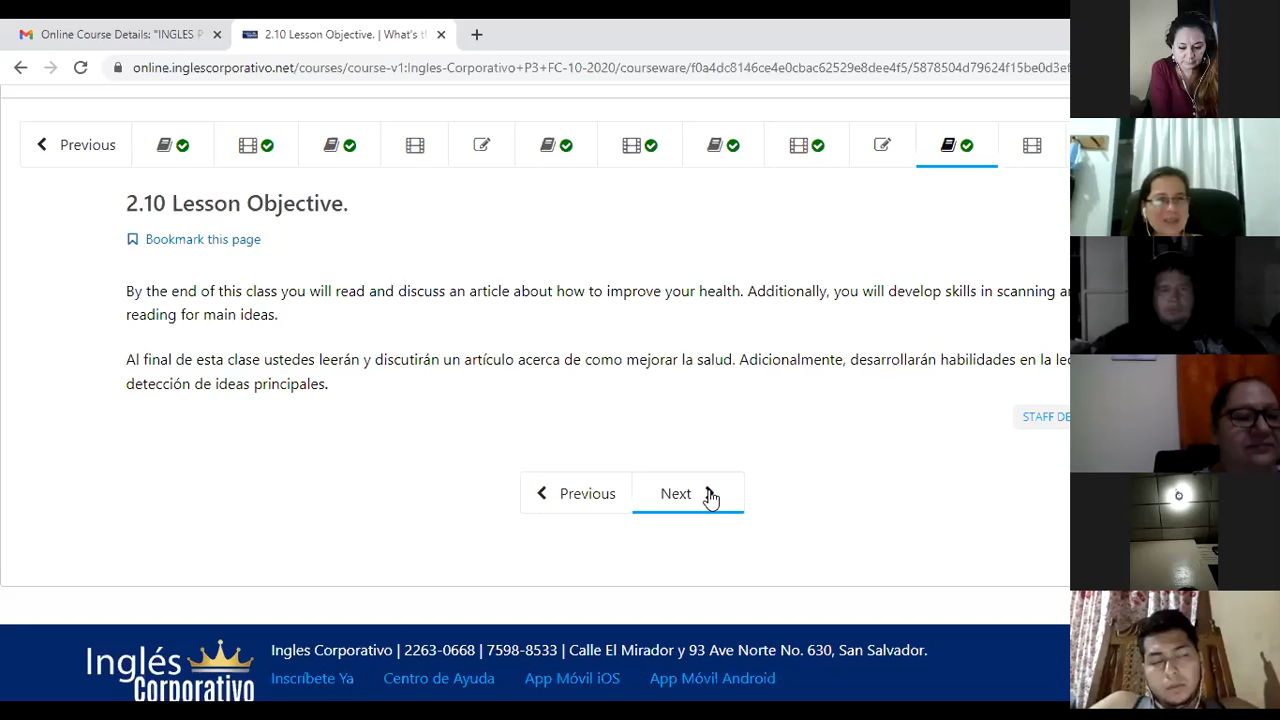 Online Course Details: "INGLES P
2.10 Lesson Objective. | What's th
online.inglescorporativo.net/courses/course-v1:Ingles-Corporativo+P3+FC-10-2020/courseware/f0a4dc8146ce4e0cbac62529e8dee4f5/5878504d79624f15be0d3ef
Previous
2.10 Lesson Objective.
Bookmark this page
By the end of this class you will read and discuss an article about how to improve your health. Additionally, you will develop skills in scanning an
reading for main ideas.
Al final de esta clase ustedes leerán y discutirán un artículo acerca de como mejorar la salud. Adicionalmente, desarrollarán habilidades en la lec
detección de ideas principales.
STAFF DE
Previous Next
Inglés Corporativo
Ingles Corporativo | 2263-0668 | 7598-8533 | Calle El Mirador y 93 Ave Norte No. 630, San Salvador.
Inscríbete Ya Centro de Ayuda App Móvil iOS App Móvil Android